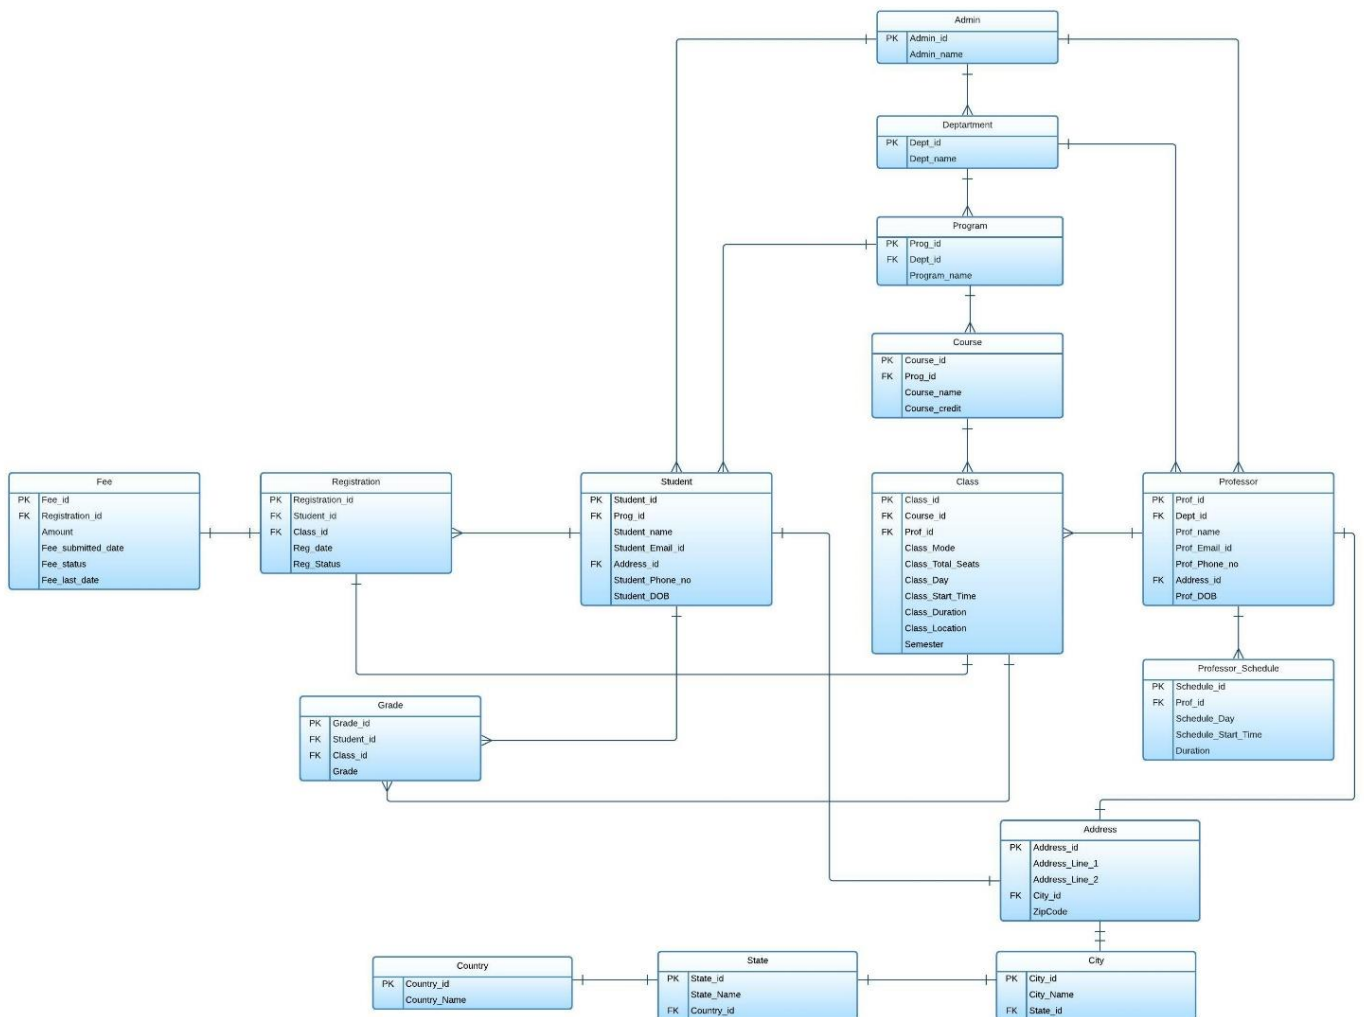 Admin
PK Admin_id
Admin_name
Deptartment
PK Dept_id
Dept_name
Program
PK Prog_id
FK Dept_id
Program_name
Course
PK Course_id
FK Prog_id
Course_name
Course_credit
Fee
PK Fee_id
FK Registration_id
Amount
Fee_submitted_date
Fee_status
Fee_last_date
Registration
PK Registration_id
FK Student_id
FK Class_id
Reg_date
Reg_Status
Student
PK Student_id
FK Prog_id
Student_name
Student_Email_id
FK Address_id
Student_Phone_no
Student_DOB
Class
PK Class_id
FK Course_id
FK Prof_id
Class_Mode
Class_Total_Seats
Class_Day
Class_Start_Time
Class_Duration
Class_Location
Semester
Professor
PK Prof_id
FK Dept_id
Prof_name
Prof_Email_id
Prof_Phone_no
FK Address_id
Prof_DOB
Professor_Schedule
PK Schedule_id
FK Prof_id
Schedule_Day
Schedule_Start_Time
Duration
Grade
PK Grade_id
FK Student_id
FK Class_id
Grade
Address
PK Address_id
Address_Line_1
Address_Line_2
FK City_id
ZipCode
Country
PK Country_id
Country_Name
State
PK State_id
State_Name
FK Country_id
City
PK City_id
City_Name
FK State_id